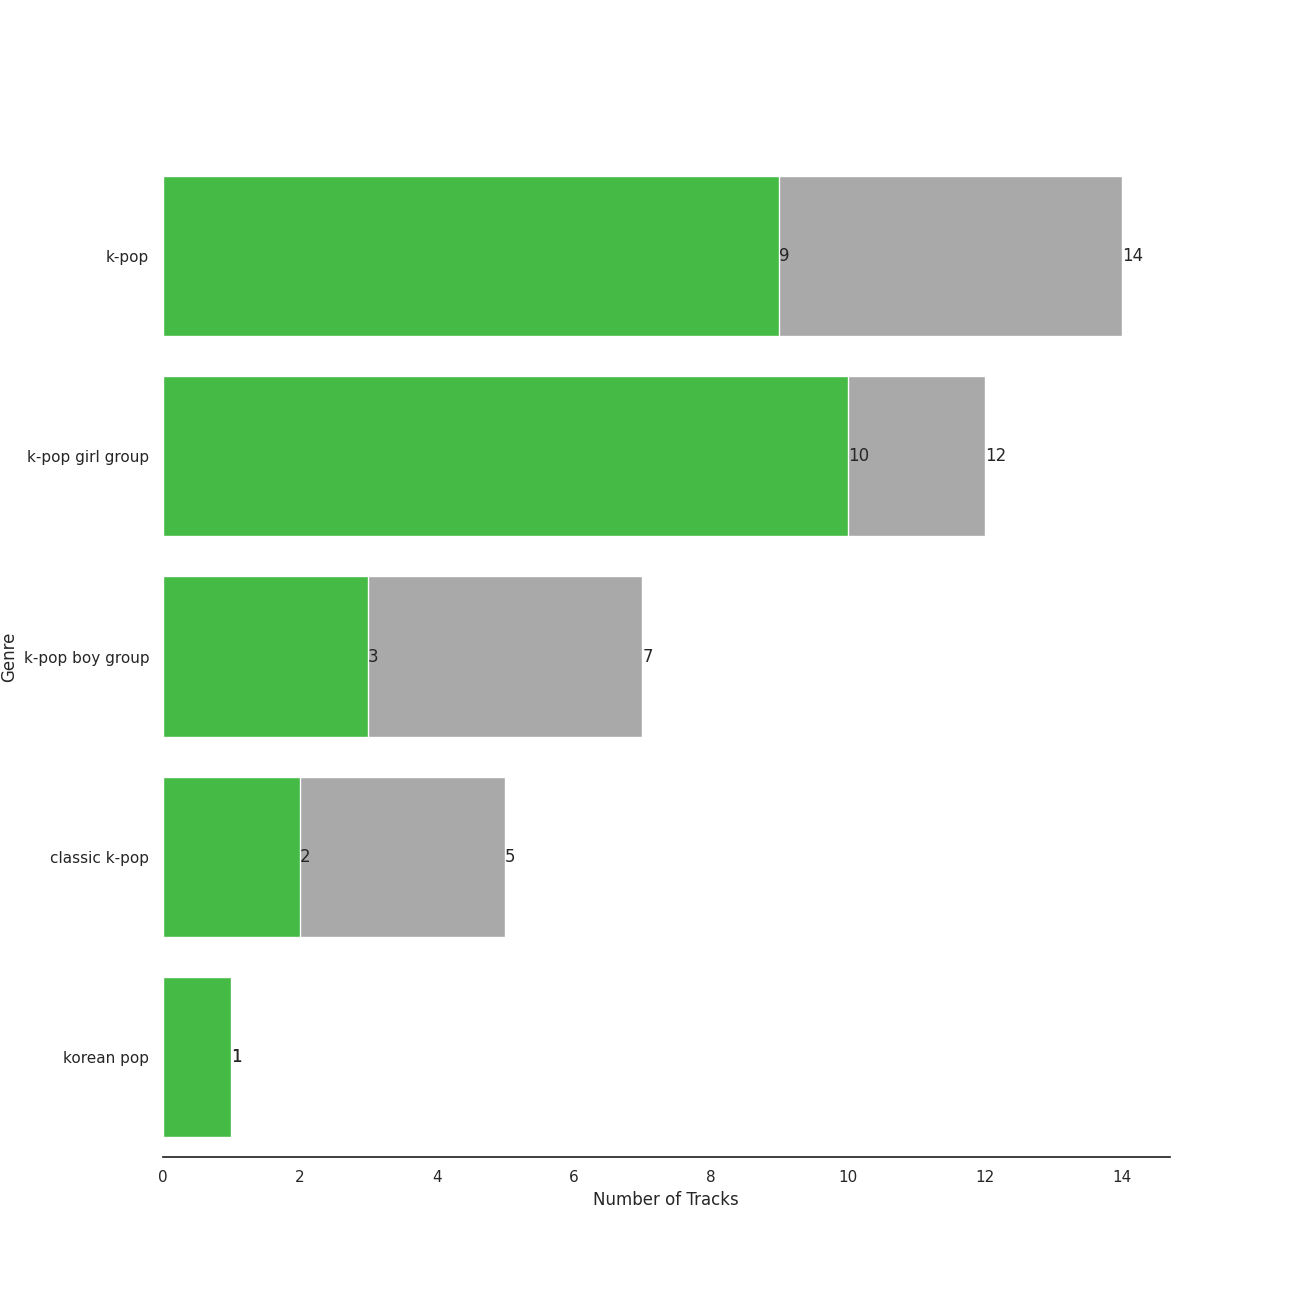 k-pop
9
14
k-pop girl group
10
12
k-pop boy group
3
7
classic k-pop
2
5
korean pop
1
Genre
0 2 4 6 8 10 12 14
Number of Tracks